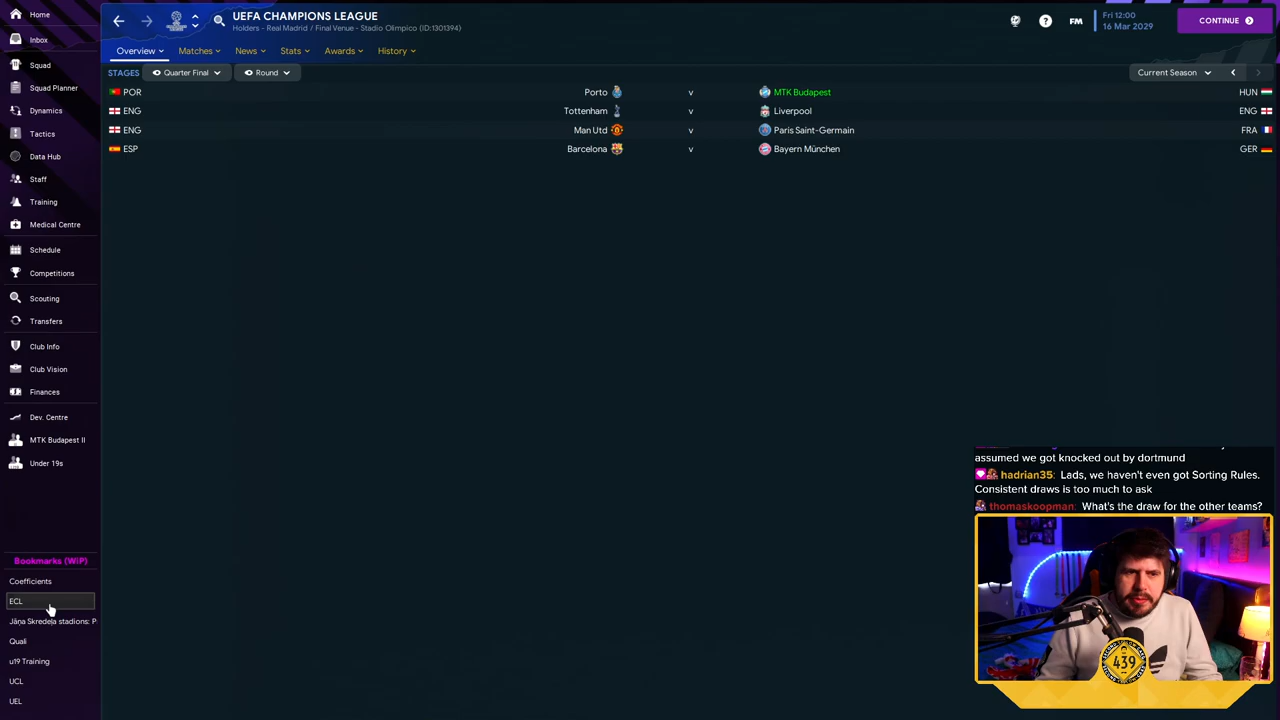 Home
Inbox
Squad
Squad Planner
Dynamics
Tactics
Data Hub
Staff
Training
Medical Centre
Schedule
Competitions
Scouting
Transfers
Club Info
Club Vision
Finances
Dev. Centre
MTK Budapest II
Under 19s
Bookmarks (WiP)
Coefficients
ECL
Jāņa Skredeļa stadions: P
Quali
u19 Training
UCL
UEL
UEFA CHAMPIONS LEAGUE
Holders - Real Madrid / Final Venue - Stadio Olimpico (ID:1301394)
FM
Fri 12:00
16 Mar 2029
CONTINUE
Overview Matches News Stats Awards History
STAGES Quarter Final Round Current Season
POR Porto v MTK Budapest HUN
ENG Tottenham v Liverpool ENG
ENG Man Utd v Paris Saint-Germain FRA
ESP Barcelona v Bayern München GER
assumed we got knocked out by dortmund
hadrian35: Lads, we haven't even got Sorting Rules.
Consistent draws is too much to ask
thomaskoopman: What's the draw for the other teams?
439